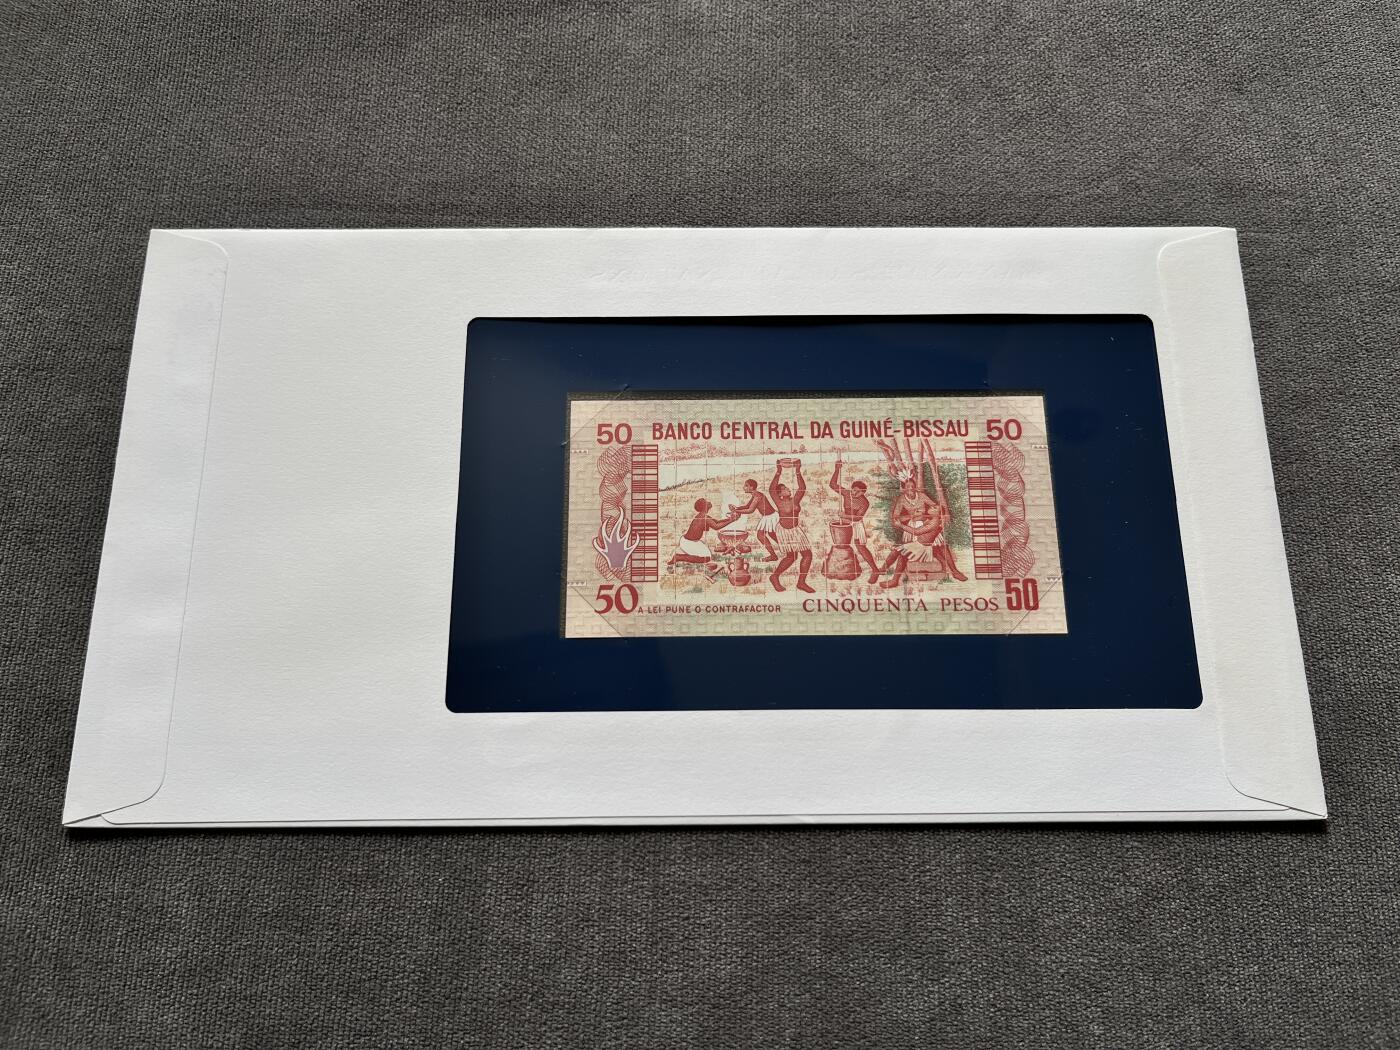 50 BANCO CENTRAL DA GUINÉ-BISSAU 50
50 A LEI PUNE O CONTRAFACTOR CINQUENTA PESOS 50